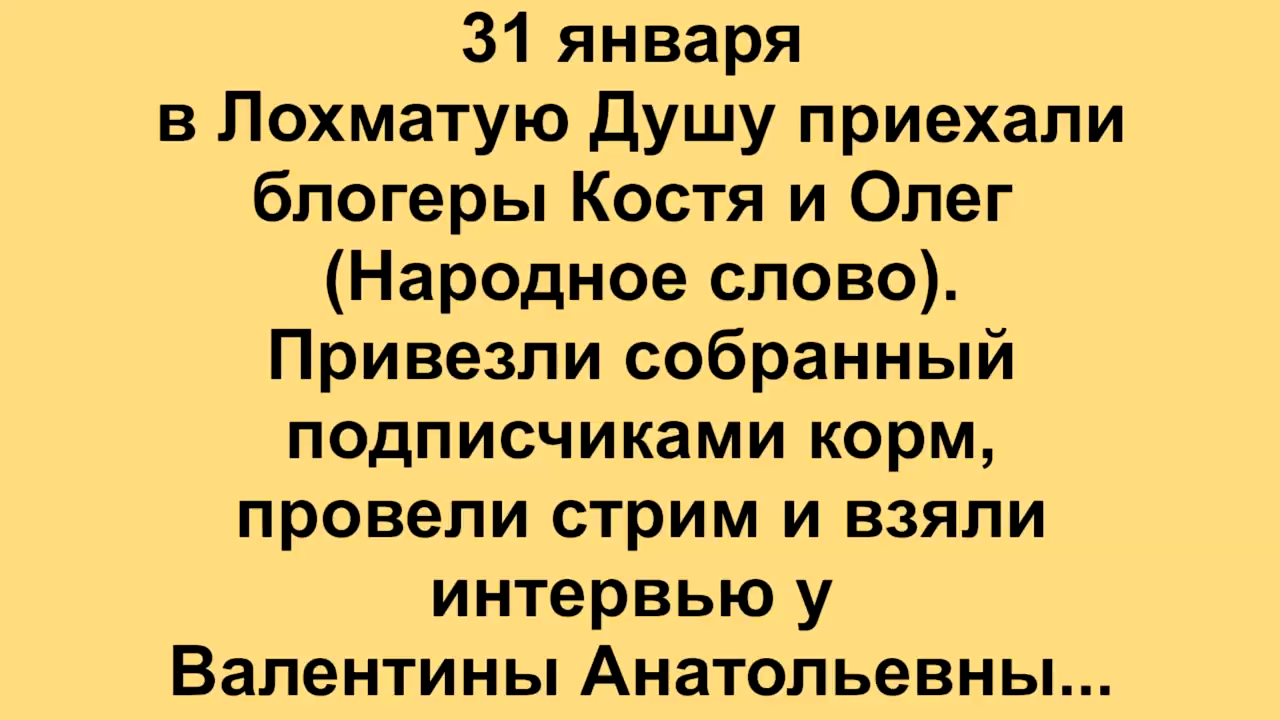 31 января
в Лохматую Душу приехали
блогеры Костя и Олег
(Народное слово).
Привезли собранный
подписчиками корм,
провели стрим и взяли
интервью у
Валентины Анатольевны...